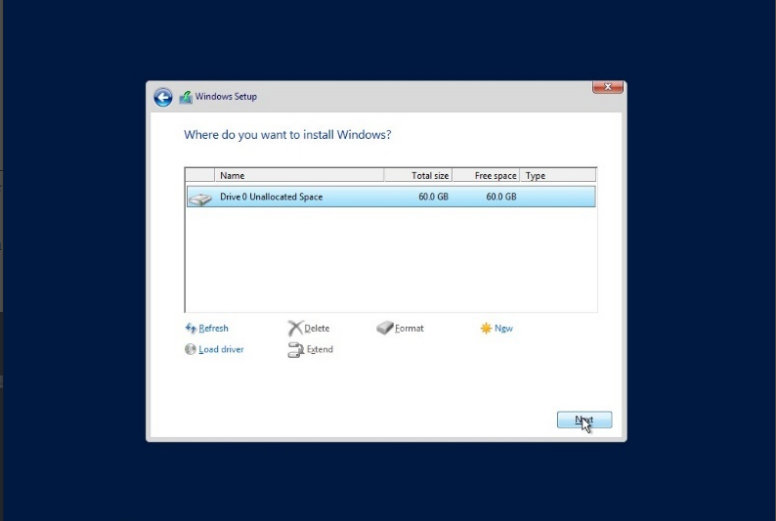 Windows Setup
Where do you want to install Windows?
Name Total size Free space Type
Drive 0 Unallocated Space 60.0 GB 60.0 GB
Refresh Delete Format New
Load driver Extend
Next